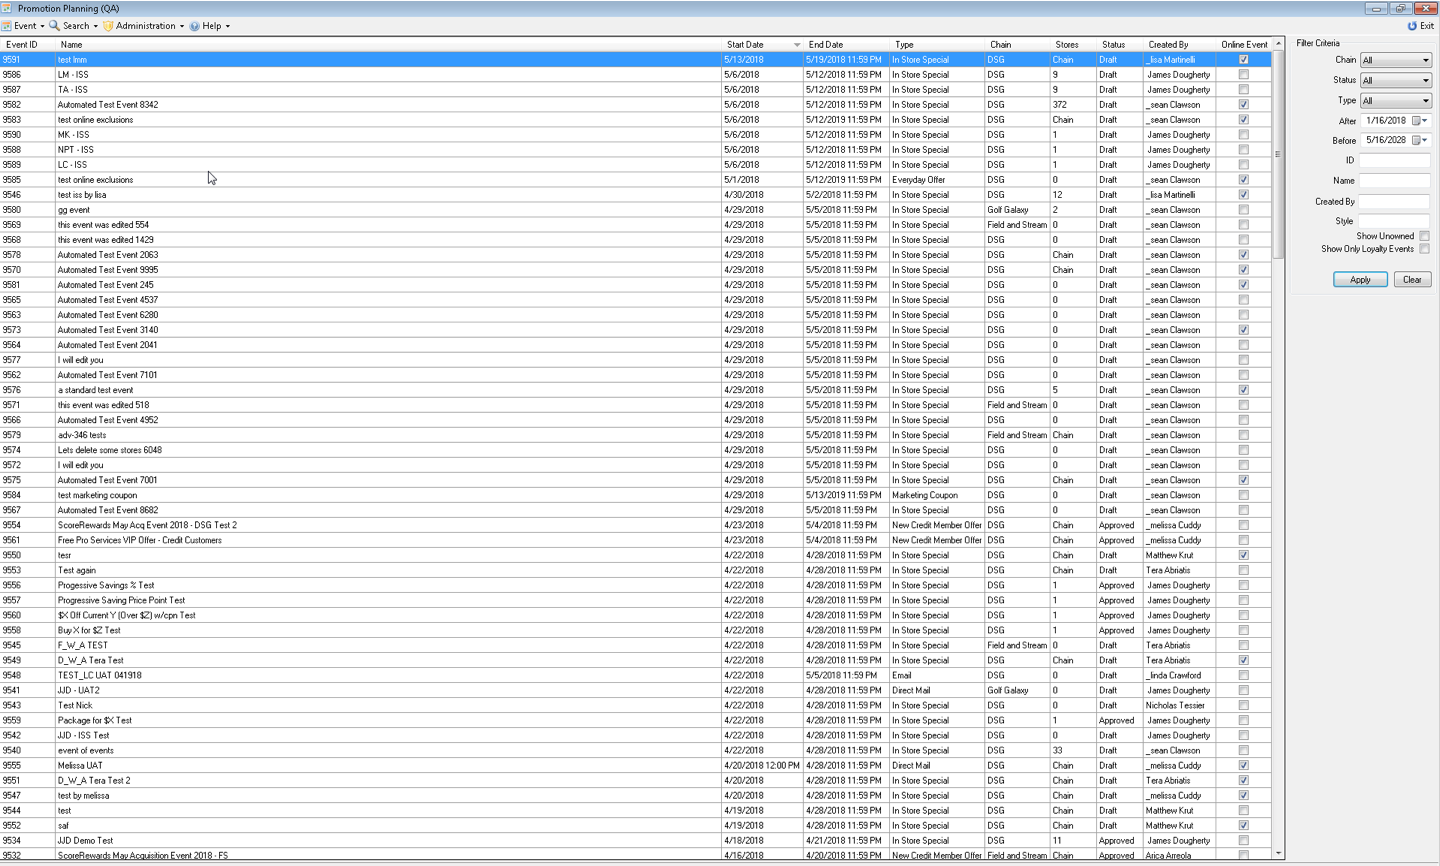 Promotion Planning (QA)
Event Search Administration Help Exit
Event ID Name Start Date End Date Type Chain Stores Status Created By Online Event
9591 test lmm 5/13/2018 5/19/2018 11:59 PM In Store Special DSG Chain Draft _lisa Martinelli
9586 LM - ISS 5/6/2018 5/12/2018 11:59 PM In Store Special DSG 9 Draft James Dougherty
9587 TA - ISS 5/6/2018 5/12/2018 11:59 PM In Store Special DSG 9 Draft James Dougherty
9582 Automated Test Event 8342 5/6/2018 5/12/2018 11:59 PM In Store Special DSG 372 Draft _sean Clawson
9583 test online exclusions 5/6/2018 5/12/2019 11:59 PM In Store Special DSG Chain Draft _sean Clawson
9590 MK - ISS 5/6/2018 5/12/2018 11:59 PM In Store Special DSG 1 Draft James Dougherty
9588 NPT - ISS 5/6/2018 5/12/2018 11:59 PM In Store Special DSG 1 Draft James Dougherty
9589 LC - ISS 5/6/2018 5/12/2018 11:59 PM In Store Special DSG 1 Draft James Dougherty
9585 test online exclusions 5/1/2018 5/12/2019 11:59 PM Everyday Offer DSG 0 Draft _sean Clawson
9546 test iss by lisa 4/30/2018 5/2/2018 11:59 PM In Store Special DSG 12 Draft _lisa Martinelli
9580 gg event 4/29/2018 5/5/2018 11:59 PM In Store Special Golf Galaxy 2 Draft _sean Clawson
9569 this event was edited 554 4/29/2018 5/5/2018 11:59 PM In Store Special Field and Stream 0 Draft _sean Clawson
9568 this event was edited 1429 4/29/2018 5/5/2018 11:59 PM In Store Special DSG 0 Draft _sean Clawson
9578 Automated Test Event 2063 4/29/2018 5/5/2018 11:59 PM In Store Special DSG Chain Draft _sean Clawson
9570 Automated Test Event 9995 4/29/2018 5/5/2018 11:59 PM In Store Special DSG Chain Draft _sean Clawson
9581 Automated Test Event 245 4/29/2018 5/5/2018 11:59 PM In Store Special DSG 0 Draft _sean Clawson
9565 Automated Test Event 4537 4/29/2018 5/5/2018 11:59 PM In Store Special DSG 0 Draft _sean Clawson
9563 Automated Test Event 6280 4/29/2018 5/5/2018 11:59 PM In Store Special DSG 0 Draft _sean Clawson
9573 Automated Test Event 3140 4/29/2018 5/5/2018 11:59 PM In Store Special DSG 0 Draft _sean Clawson
9564 Automated Test Event 2041 4/29/2018 5/5/2018 11:59 PM In Store Special DSG 0 Draft _sean Clawson
9577 I will edit you 4/29/2018 5/5/2018 11:59 PM In Store Special DSG 0 Draft _sean Clawson
9562 Automated Test Event 7101 4/29/2018 5/5/2018 11:59 PM In Store Special DSG 0 Draft _sean Clawson
9576 a standard test event 4/29/2018 5/5/2018 11:59 PM In Store Special DSG 5 Draft _sean Clawson
9571 this event was edited 518 4/29/2018 5/5/2018 11:59 PM In Store Special Field and Stream 0 Draft _sean Clawson
9566 Automated Test Event 4952 4/29/2018 5/5/2018 11:59 PM In Store Special DSG 0 Draft _sean Clawson
9579 adv-346 tests 4/29/2018 5/5/2018 11:59 PM In Store Special Field and Stream Chain Draft _sean Clawson
9574 Lets delete some stores 6048 4/29/2018 5/5/2018 11:59 PM In Store Special DSG 0 Draft _sean Clawson
9572 I will edit you 4/29/2018 5/5/2018 11:59 PM In Store Special DSG 0 Draft _sean Clawson
9575 Automated Test Event 7001 4/29/2018 5/5/2018 11:59 PM In Store Special DSG Chain Draft _sean Clawson
9584 test marketing coupon 4/29/2018 5/13/2019 11:59 PM Marketing Coupon DSG 0 Draft _sean Clawson
9567 Automated Test Event 8682 4/29/2018 5/5/2018 11:59 PM In Store Special DSG 0 Draft _sean Clawson
9554 ScoreRewards May Acq Event 2018 - DSG Test 2 4/23/2018 5/4/2018 11:59 PM New Credit Member Offer DSG Chain Approved _melissa Cuddy
9561 Free Pro Services VIP Offer - Credit Customers 4/23/2018 5/4/2018 11:59 PM New Credit Member Offer DSG Chain Approved _melissa Cuddy
9550 tesr 4/22/2018 4/28/2018 11:59 PM In Store Special DSG Chain Draft Matthew Krut
9553 Test again 4/22/2018 4/28/2018 11:59 PM In Store Special DSG Chain Draft Tera Abriatis
9556 Progessive Savings % Test 4/22/2018 4/28/2018 11:59 PM In Store Special DSG 1 Approved James Dougherty
9557 Progressive Saving Price Point Test 4/22/2018 4/28/2018 11:59 PM In Store Special DSG 1 Approved James Dougherty
9560 $X Off Current Y (Over $Z) w/cpn Test 4/22/2018 4/28/2018 11:59 PM In Store Special DSG 1 Approved James Dougherty
9558 Buy X for $Z Test 4/22/2018 4/28/2018 11:59 PM In Store Special DSG 1 Approved James Dougherty
9545 F_W_A TEST 4/22/2018 4/28/2018 11:59 PM In Store Special Field and Stream 0 Draft Tera Abriatis
9549 D_W_A Tera Test 4/22/2018 4/28/2018 11:59 PM In Store Special DSG Chain Draft Tera Abriatis
9548 TEST_LC UAT 041918 4/22/2018 5/5/2018 11:59 PM Email DSG 0 Draft _linda Crawford
9541 JJD - UAT2 4/22/2018 4/28/2018 11:59 PM Direct Mail Golf Galaxy 0 Draft James Dougherty
9543 Test Nick 4/22/2018 4/28/2018 11:59 PM In Store Special DSG 0 Draft Nicholas Tessier
9559 Package for $X Test 4/22/2018 4/28/2018 11:59 PM In Store Special DSG 1 Approved James Dougherty
9542 JJD - ISS Test 4/22/2018 4/28/2018 11:59 PM In Store Special DSG 0 Draft James Dougherty
9540 event of events 4/22/2018 4/28/2018 11:59 PM In Store Special DSG 33 Draft _sean Clawson
9555 Melissa UAT 4/20/2018 12:00 PM 4/28/2018 11:59 PM Direct Mail DSG Chain Draft _melissa Cuddy
9551 D_W_A Tera Test 2 4/20/2018 4/28/2018 11:59 PM In Store Special DSG Chain Draft Tera Abriatis
9547 test by melissa 4/20/2018 4/28/2018 11:59 PM In Store Special DSG Chain Draft _melissa Cuddy
9544 test 4/19/2018 4/28/2018 11:59 PM In Store Special DSG Chain Draft Matthew Krut
9552 saf 4/19/2018 4/28/2018 11:59 PM In Store Special DSG Chain Draft Matthew Krut
9534 JJD Demo Test 4/18/2018 4/21/2018 11:59 PM In Store Special DSG 11 Approved James Dougherty
9532 ScoreRewards May Acquisition Event 2018 - FS 4/16/2018 4/20/2018 11:59 PM New Credit Member Offer Field and Stream Chain Approved Arica Arreola
Filter Criteria
Chain All
Status All
Type All
After 1/16/2018
Before 5/16/2028
ID
Name
Created By
Style
Show Unowned
Show Only Loyalty Events
Apply Clear